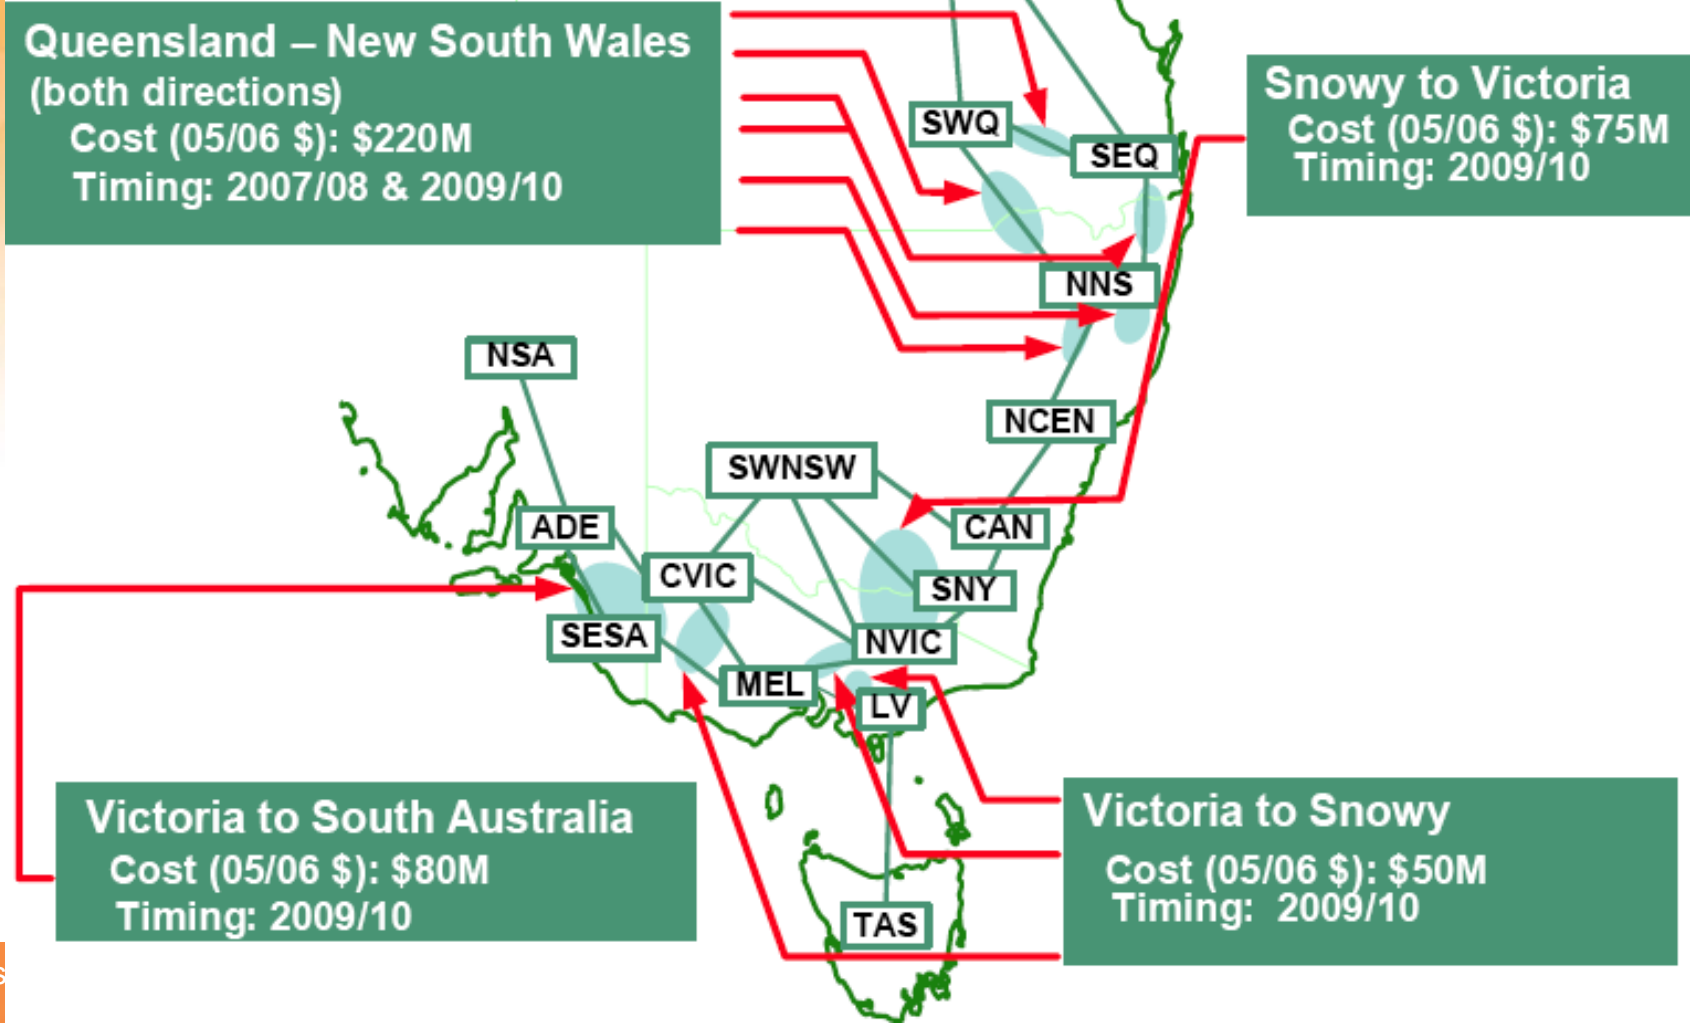 Queensland – New South Wales
(both directions)
Cost (05/06 $): $220M
Timing: 2007/08 & 2009/10
Snowy to Victoria
Cost (05/06 $): $75M
Timing: 2009/10
SWQ
SEQ
NNS
NSA
NCEN
SWNSW
ADE
CAN
CVIC
SNY
SESA
NVIC
MEL
LV
Victoria to South Australia
Cost (05/06 $): $80M
Timing: 2009/10
Victoria to Snowy
Cost (05/06 $): $50M
Timing: 2009/10
TAS